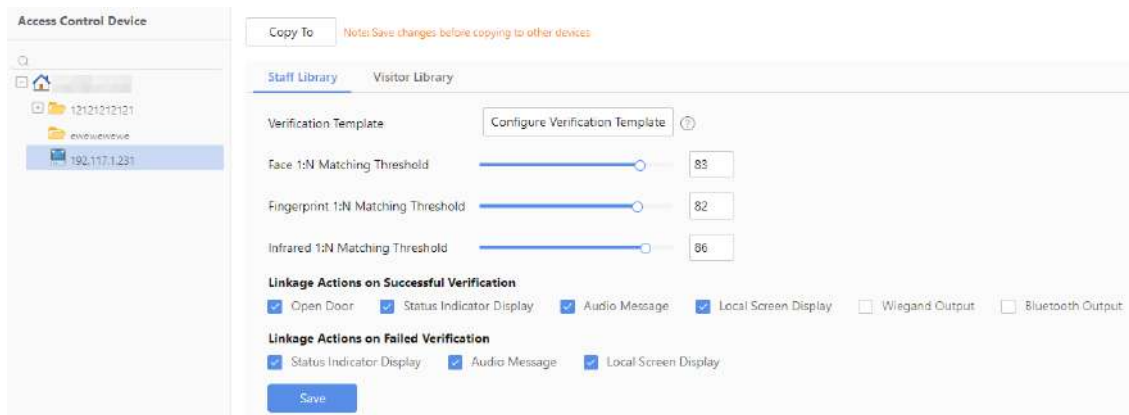 Access Control Device
Copy To
Note: Save changes before copying to other devices
Staff Library
Visitor Library
12121212121
ewewewewe
192.117.1.231
Verification Template
Configure Verification Template
?
Face 1:N Matching Threshold
83
Fingerprint 1:N Matching Threshold
82
Infrared 1:N Matching Threshold
86
Linkage Actions on Successful Verification
Open Door
Status Indicator Display
Audio Message
Local Screen Display
Wiegand Output
Bluetooth Output
Linkage Actions on Failed Verification
Status Indicator Display
Audio Message
Local Screen Display
Save